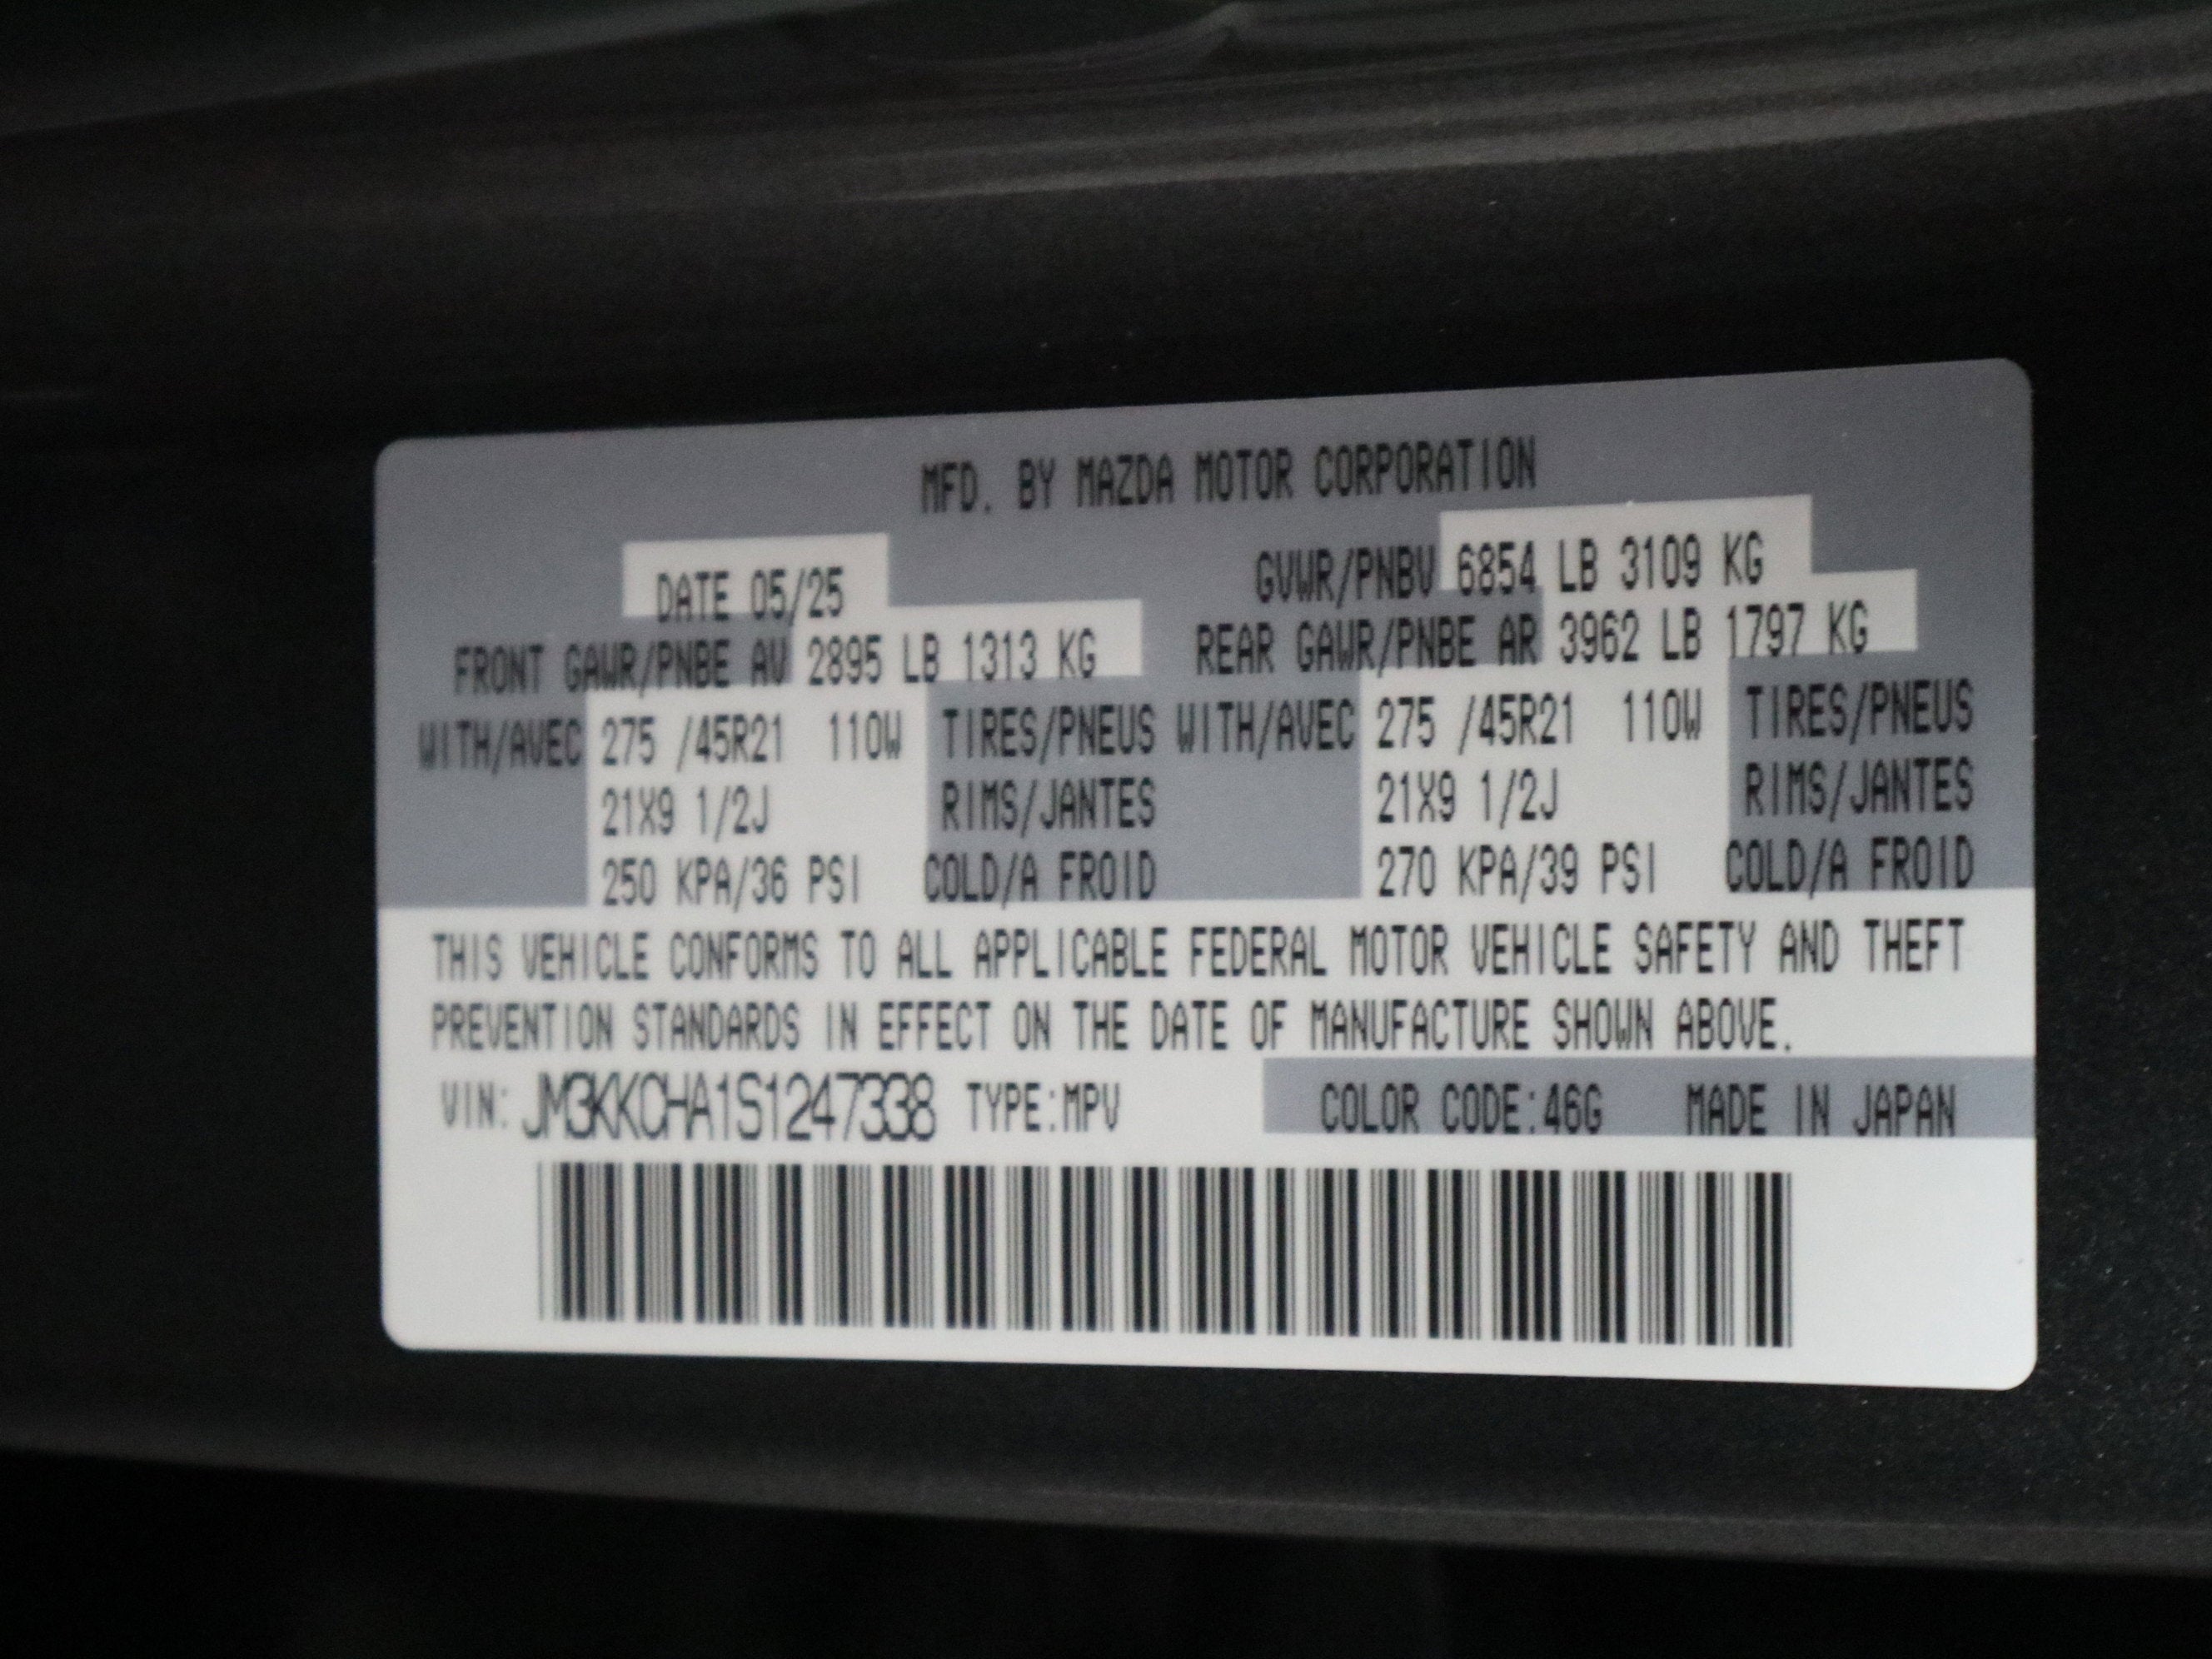 MFD. BY MAZDA MOTOR CORPORATION
DATE 05/25 GVWR/PNBV 6854 LB 3109 KG
FRONT GAWR/PNBE AV 2895 LB 1313 KG REAR GAWR/PNBE AR 3962 LB 1797 KG
WITH/AVEC 275 /45R21 110W TIRES/PNEUS WITH/AVEC 275 /45R21 110W TIRES/PNEUS
21X9 1/2J RIMS/JANTES 21X9 1/2J RIMS/JANTES
250 KPA/36 PSI COLD/A FROID 270 KPA/39 PSI COLD/A FROID
THIS VEHICLE CONFORMS TO ALL APPLICABLE FEDERAL MOTOR VEHICLE SAFETY AND THEFT
PREVENTION STANDARDS IN EFFECT ON THE DATE OF MANUFACTURE SHOWN ABOVE.
VIN: JM3KKCHA1S1247338 TYPE:MPV COLOR CODE:46G MADE IN JAPAN